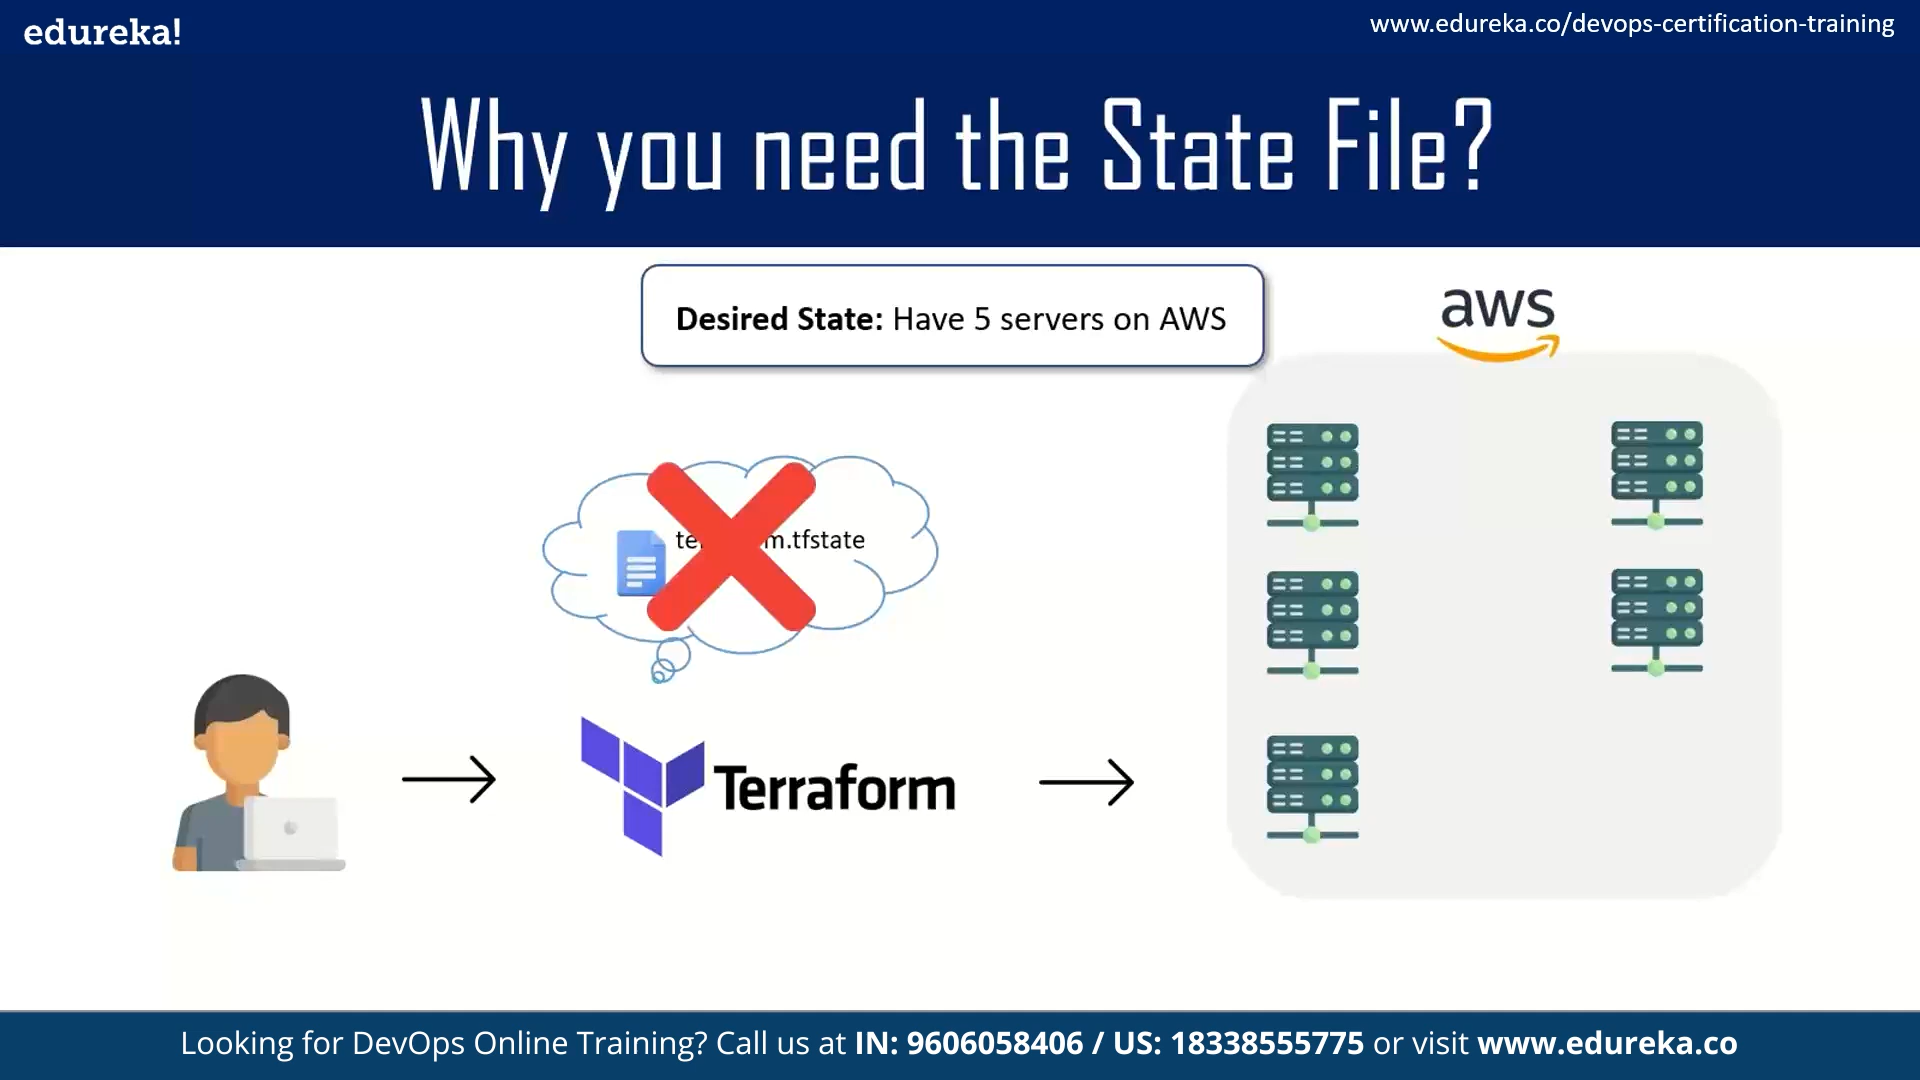 edureka!
www.edureka.co/devops-certification-training
Why you need the State File?
Desired State: Have 5 servers on AWS
aws
m.tfstate
Terraform
Looking for DevOps Online Training? Call us at IN: 9606058406 / US: 18338555775 or visit www.edureka.co